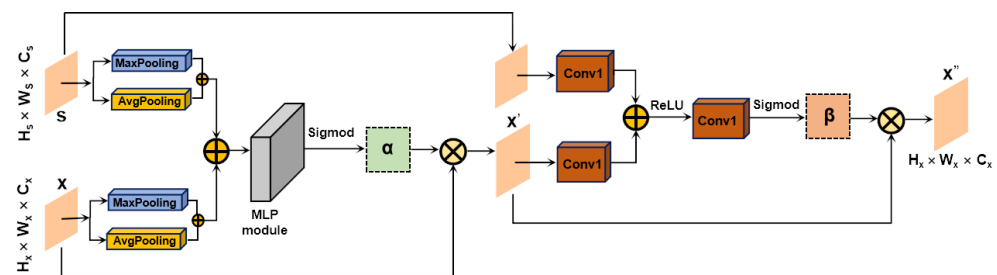 Hs × Ws × Cs
S
MaxPooling
AvgPooling
Hx × Wx × Cx
X
MaxPooling
AvgPooling
MLP
module
Sigmod
α
X'
Conv1
Conv1
ReLU
Conv1
Sigmod
β
X"
Hx × Wx × Cx